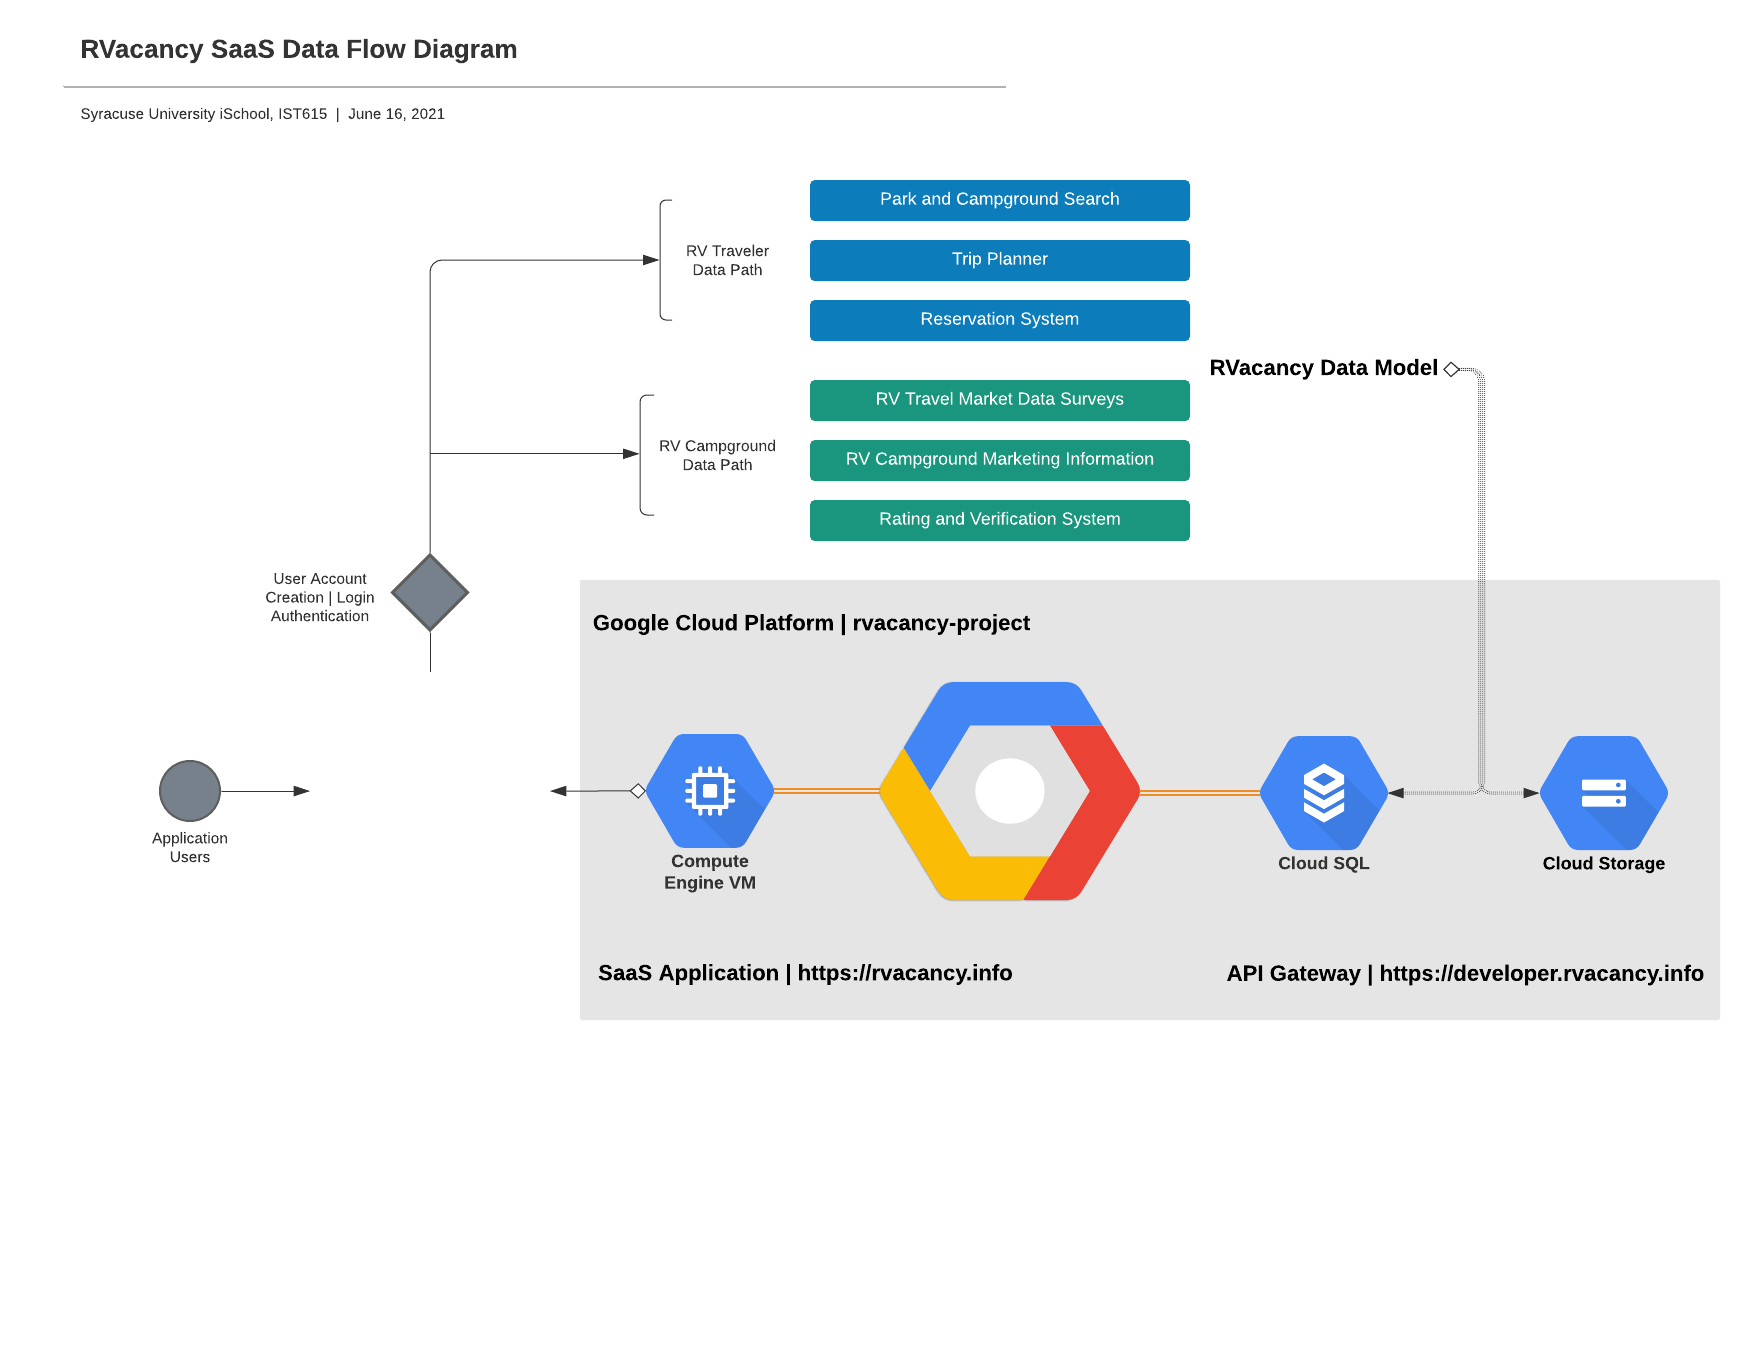 RVacancy SaaS Data Flow Diagram
Syracuse University iSchool, IST615 | June 16, 2021
Park and Campground Search
RV Traveler
Data Path
Trip Planner
Reservation System
RVacancy Data Model
RV Travel Market Data Surveys
RV Campground
Data Path
RV Campground Marketing Information
Rating and Verification System
User Account
Creation | Login
Authentication
Google Cloud Platform | rvacancy-project
Application
Users
Compute
Engine VM
Cloud SQL
Cloud Storage
SaaS Application | https://rvacancy.info
API Gateway | https://developer.rvacancy.info